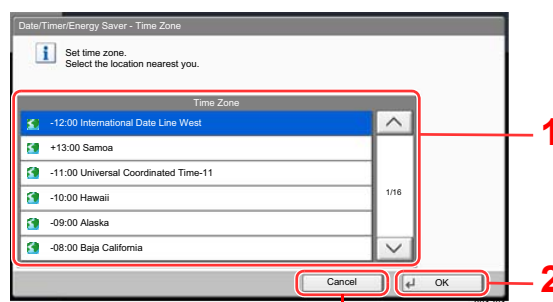 Date/Timer/Energy Saver - Time Zone
Set time zone.
Select the location nearest you.
Time Zone
-12:00 International Date Line West
+13:00 Samoa
-11:00 Universal Coordinated Time-11
-10:00 Hawaii
-09:00 Alaska
-08:00 Baja California
1/16
1
Cancel
OK
2